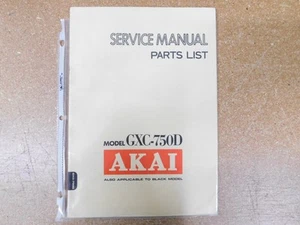 SERVICE MANUAL
PARTS LIST
MODEL GXC-750D
AKAI
ALSO APPLICABLE TO BLACK MODEL